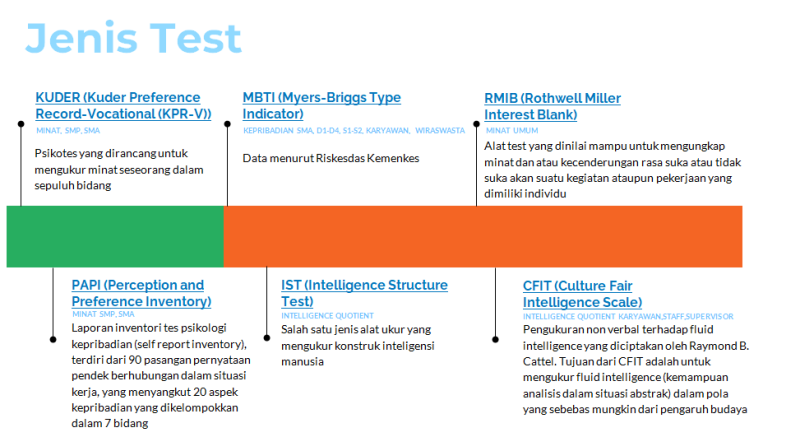 Jenis Test
KUDER (Kuder Preference
Record-Vocational (KPR-V))
MINAT, SMP, SMA
Psikotes yang dirancang untuk
mengukur minat seseorang dalam
sepuluh bidang
MBTI (Myers-Briggs Type
Indicator)
KEPRIBADIAN SMA, D1-D4, S1-S2, KARYAWAN, WIRASWASTA
Data menurut Riskesdas Kemenkes
RMIB (Rothwell Miller
Interest Blank)
MINAT UMUM
Alat test yang dinilai mampu untuk mengungkap
minat dan atau kecenderungan rasa suka atau tidak
suka akan suatu kegiatan ataupun pekerjaan yang
dimiliki individu
PAPI (Perception and
Preference Inventory)
MINAT SMP, SMA
Laporan inventori tes psikologi
kepribadian (self report inventory),
terdiri dari 90 pasangan pernyataan
pendek berhubungan dalam situasi
kerja, yang menyangkut 20 aspek
kepribadian yang dikelompokkan
dalam 7 bidang
IST (Intelligence Structure
Test)
INTELLIGENCE QUOTIENT
Salah satu jenis alat ukur yang
mengukur konstruk inteligensi
manusia
CFIT (Culture Fair
Intelligence Scale)
INTELLIGENCE QUOTIENT KARYAWAN,STAFF,SUPERVISOR
Pengukuran non verbal terhadap fluid
intelligence yang diciptakan oleh Raymond B.
Cattel. Tujuan dari CFIT adalah untuk
mengukur fluid intelligence (kemampuan
analisis dalam situasi abstrak) dalam pola
yang sebebas mungkin dari pengaruh budaya